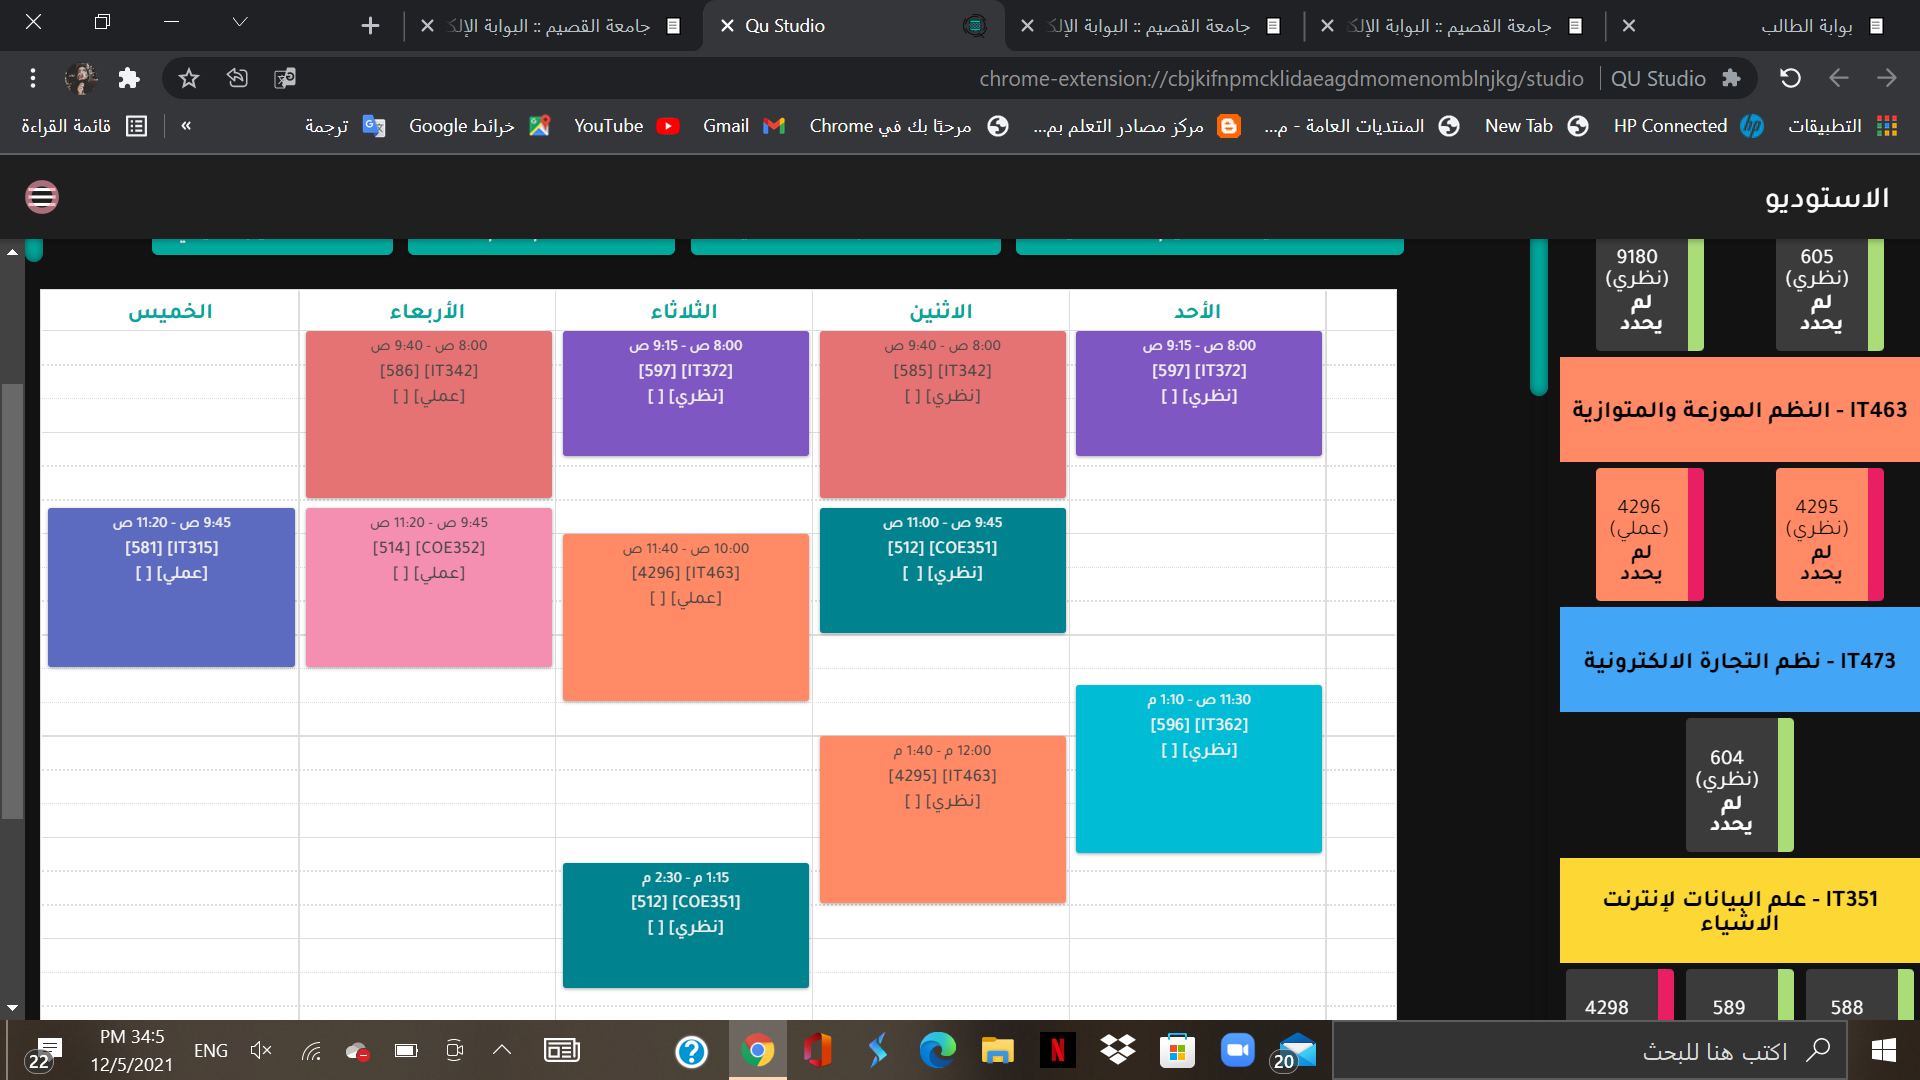 بوابة الطالب
جامعة القصيم :: البوابة الإلك
جامعة القصيم :: البوابة الإلك
Qu Studio
جامعة القصيم :: البوابة الإلك
chrome-extension://cbjkifnpmcklidaeagdmomenomblnjkg/studio
QU Studio
التطبيقات
HP Connected
New Tab
المنتديات العامة - م...
مركز مصادر التعلم بم...
مرحبًا بك في Chrome
Gmail
YouTube
خرائط Google
ترجمة
»
قائمة القراءة
الاستوديو
605
(نظري)
لم
يحدد
9180
(نظري)
لم
يحدد
IT463 - النظم الموزعة والمتوازية
4295
(نظري)
لم
يحدد
4296
(عملي)
لم
يحدد
IT473 - نظم التجارة الالكترونية
604
(نظري)
لم
يحدد
IT351 - علم البيانات لإنترنت
الاشياء
588
589
4298
الأحد
الاثنين
الثلاثاء
الأربعاء
الخميس
8:00 ص - 9:15 ص
[597] [IT372]
[نظري] [ ]
11:30 ص - 1:10 م
[596] [IT362]
[نظري] [ ]
8:00 ص - 9:40 ص
[585] [IT342]
[نظري] [ ]
9:45 ص - 11:00 ص
[512] [COE351]
[نظري] [ ]
12:00 م - 1:40 م
[4295] [IT463]
[نظري] [ ]
8:00 ص - 9:15 ص
[597] [IT372]
[نظري] [ ]
10:00 ص - 11:40 ص
[4296] [IT463]
[عملي] [ ]
1:15 م - 2:30 م
[512] [COE351]
[نظري] [ ]
8:00 ص - 9:40 ص
[586] [IT342]
[عملي] [ ]
9:45 ص - 11:20 ص
[514] [COE352]
[عملي] [ ]
9:45 ص - 11:20 ص
[581] [IT315]
[عملي] [ ]
اكتب هنا للبحث
20
ENG
PM 34:5
12/5/2021
22